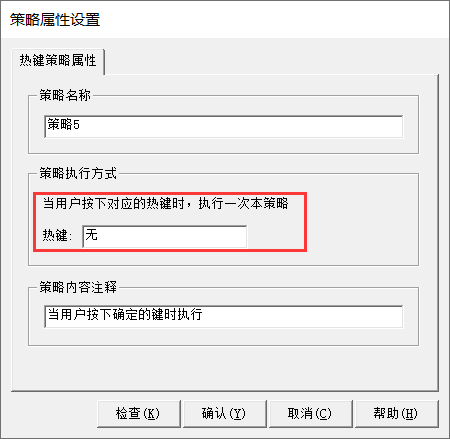 策略属性设置
热键策略属性
策略名称
策略5
策略执行方式
当用户按下对应的热键时，执行一次本策略
热键: 无
策略内容注释
当用户按下确定的键时执行
检查(K) 确认(Y) 取消(C) 帮助(H)